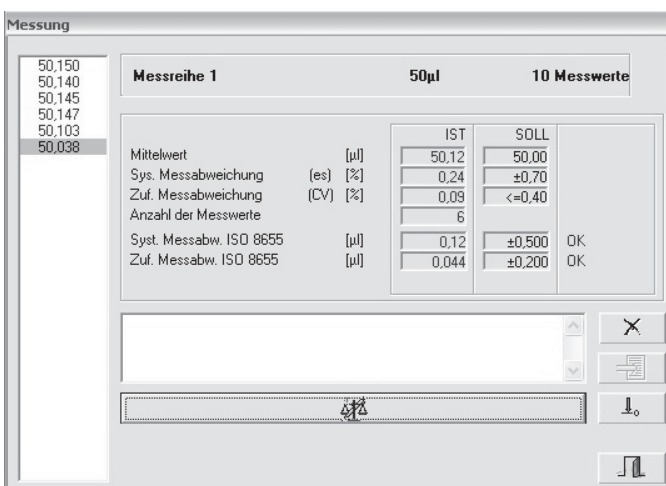 Messung
50,150
50,140
50,145
50,147
50,103
50,038
Messreihe 1 50µl 10 Messwerte
IST SOLL
Mittelwert [µl] 50,12 50,00
Sys. Messabweichung (es) [%] 0,24 ±0,70
Zuf. Messabweichung (CV) [%] 0,09 <=0,40
Anzahl der Messwerte 6
Syst. Messabw. ISO 8655 [µl] 0,12 ±0,500 OK
Zuf. Messabw. ISO 8655 [µl] 0,044 ±0,200 OK